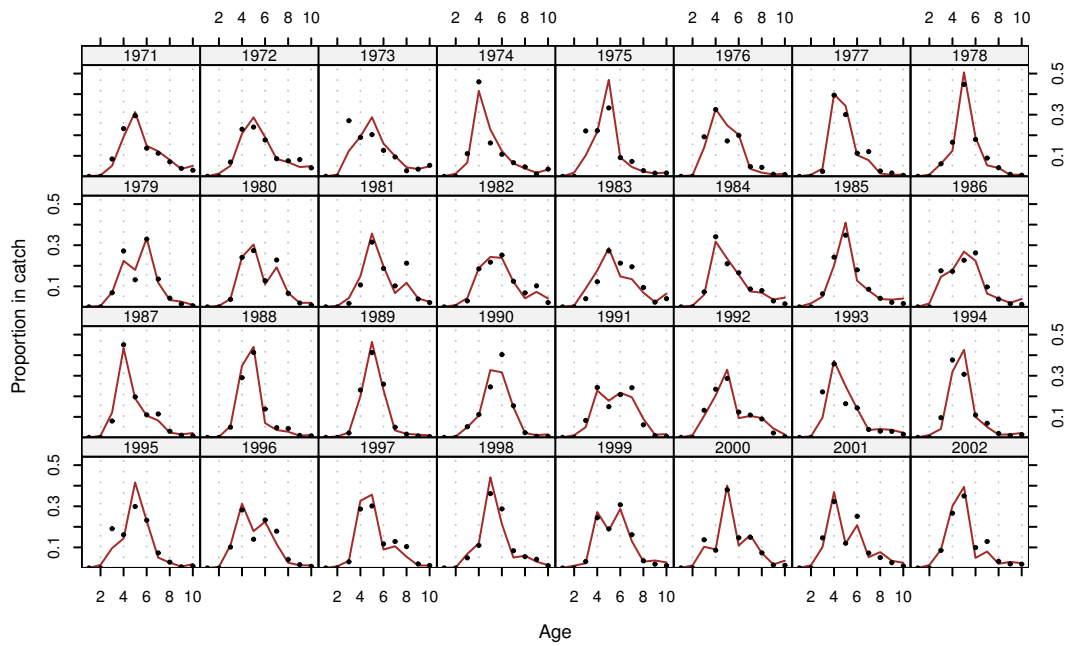 2 4 6 8 10 2 4 6 8 10 2 4 6 8 10 2 4 6 8 10
1971 1972 1973 1974 1975 1976 1977 1978
0.1 0.3 0.5
1979 1980 1981 1982 1983 1984 1985 1986
0.1 0.3 0.5
1987 1988 1989 1990 1991 1992 1993 1994
0.1 0.3 0.5
1995 1996 1997 1998 1999 2000 2001 2002
0.1 0.3 0.5
2 4 6 8 10 2 4 6 8 10 2 4 6 8 10 2 4 6 8 10
Proportion in catch
Age